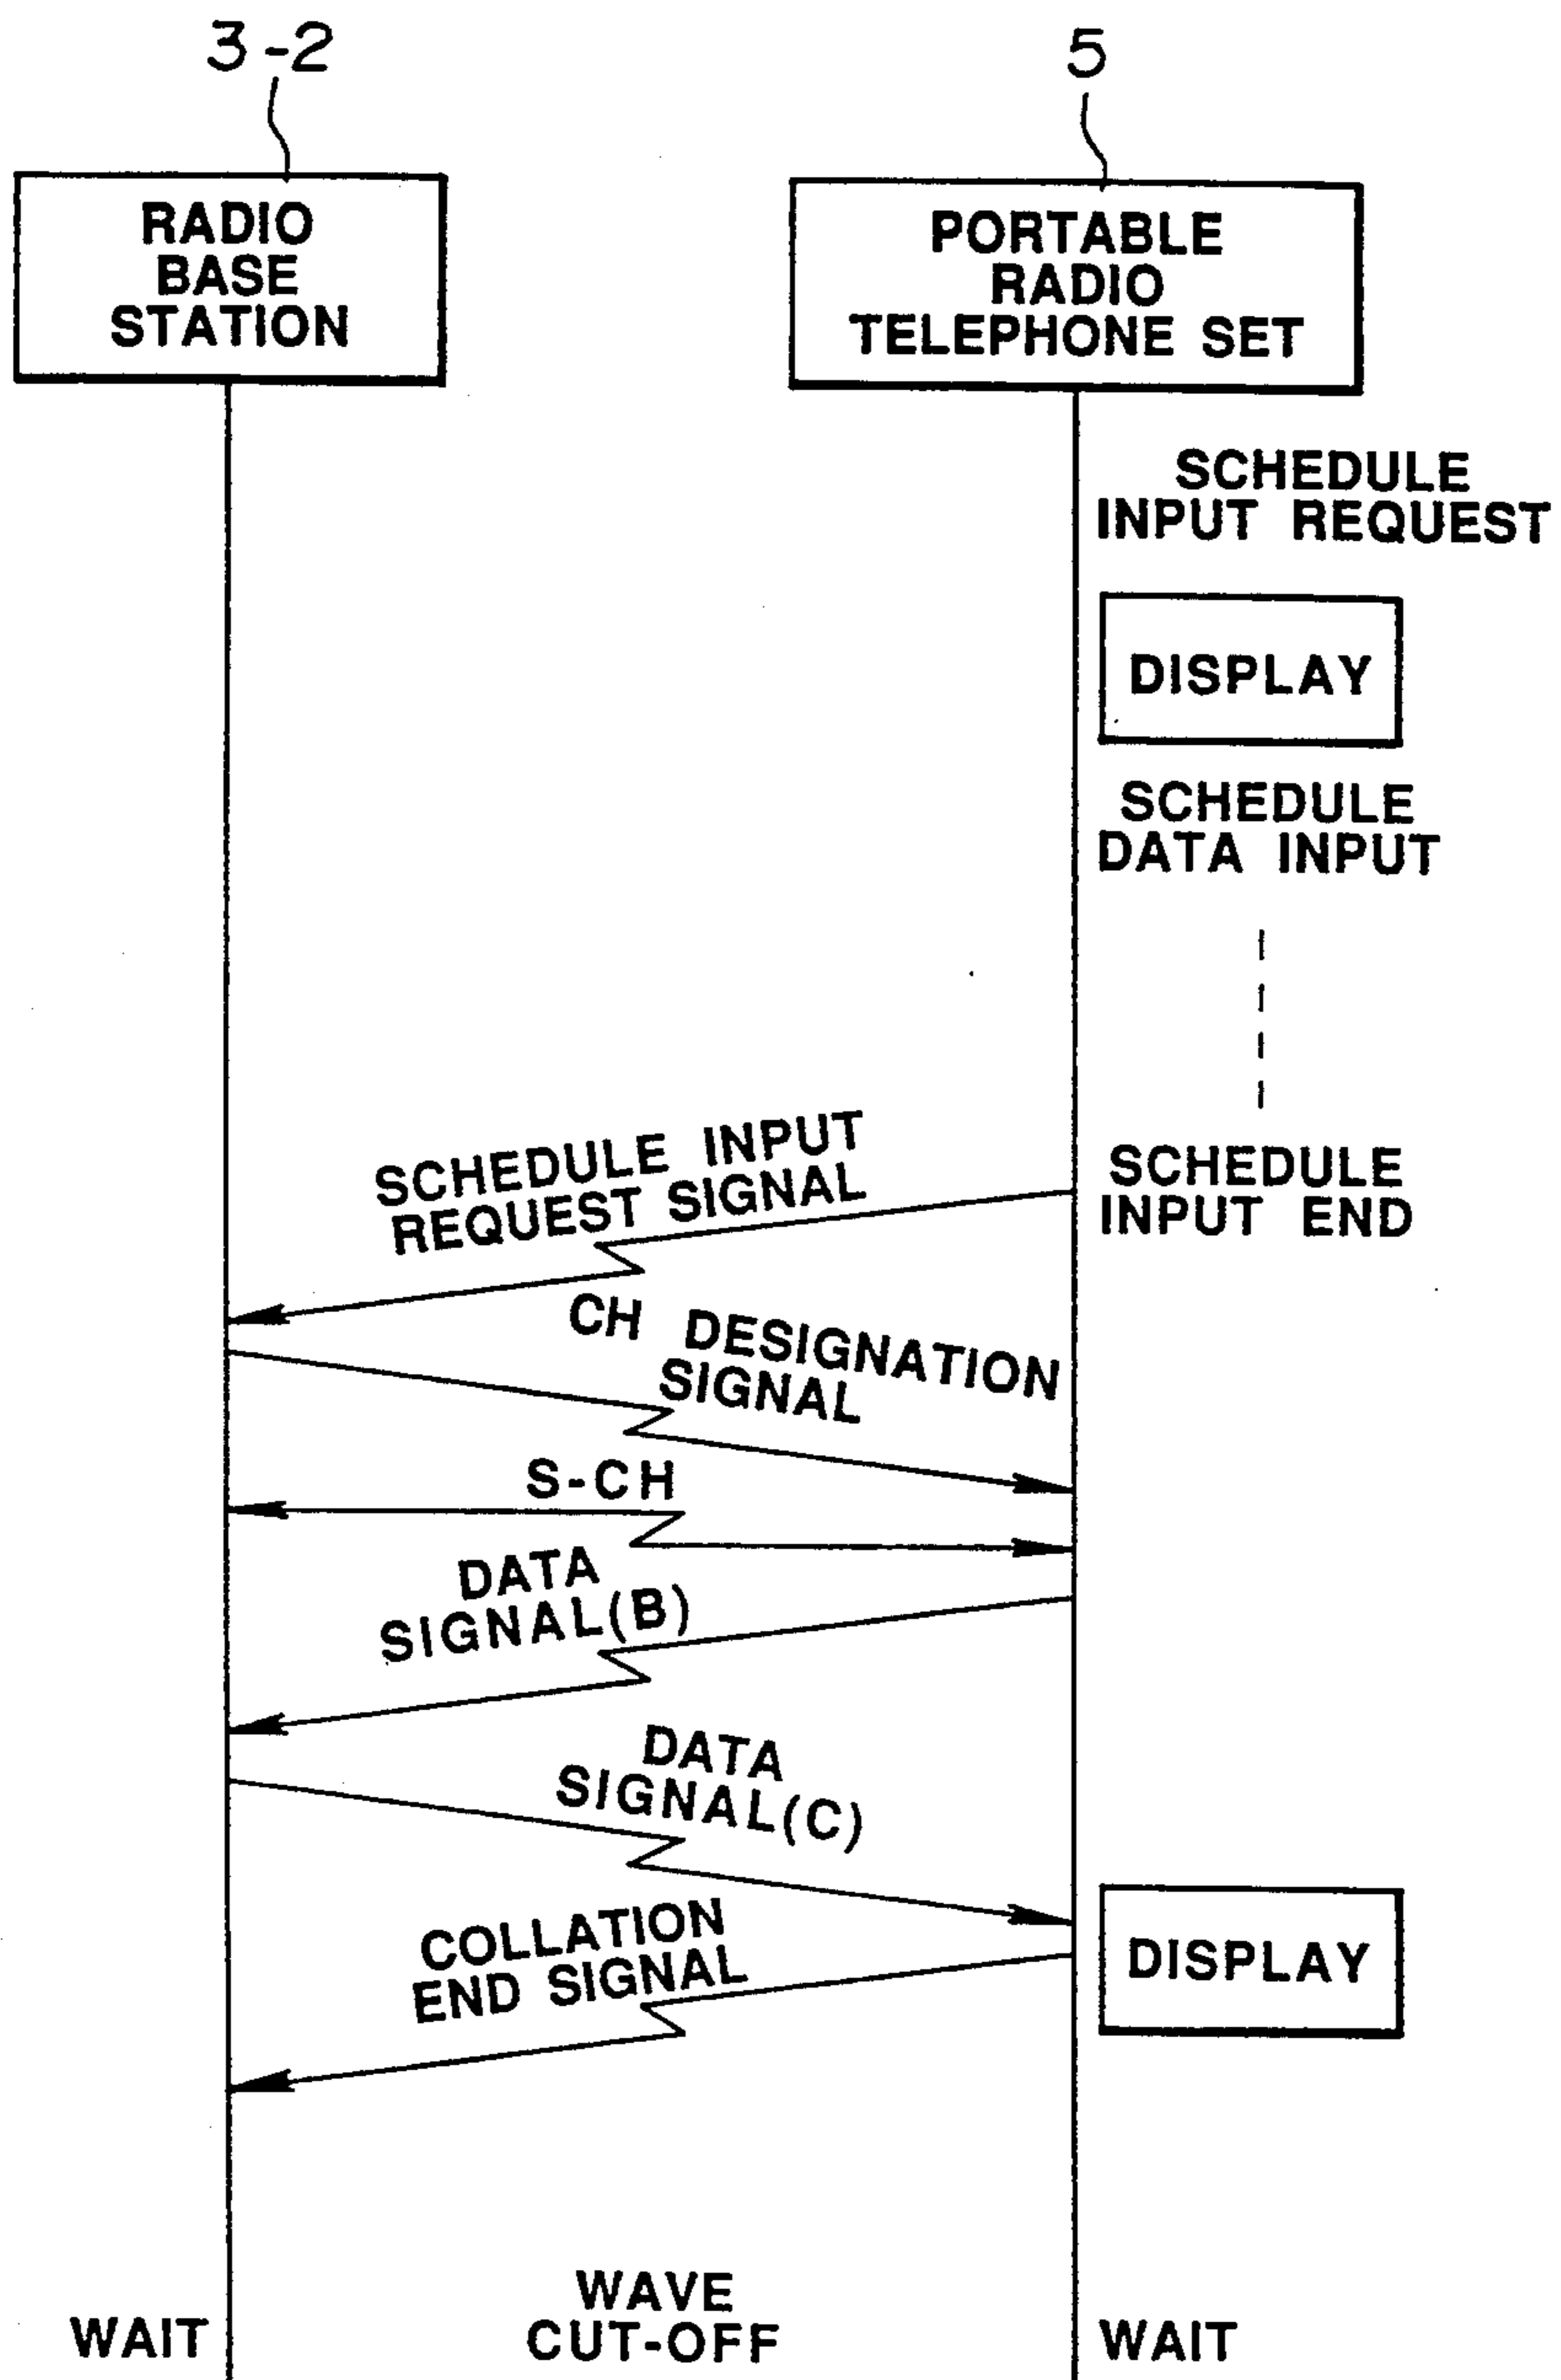 3-2
5
RADIO
BASE
STATION
PORTABLE
RADIO
TELEPHONE SET
SCHEDULE
INPUT REQUEST
DISPLAY
SCHEDULE
DATA INPUT
SCHEDULE INPUT
REQUEST SIGNAL
SCHEDULE
INPUT END
CH DESIGNATION
SIGNAL
S-CH
DATA
SIGNAL(B)
DATA
SIGNAL(C)
COLLATION
END SIGNAL
DISPLAY
WAIT
WAVE
CUT-OFF
WAIT